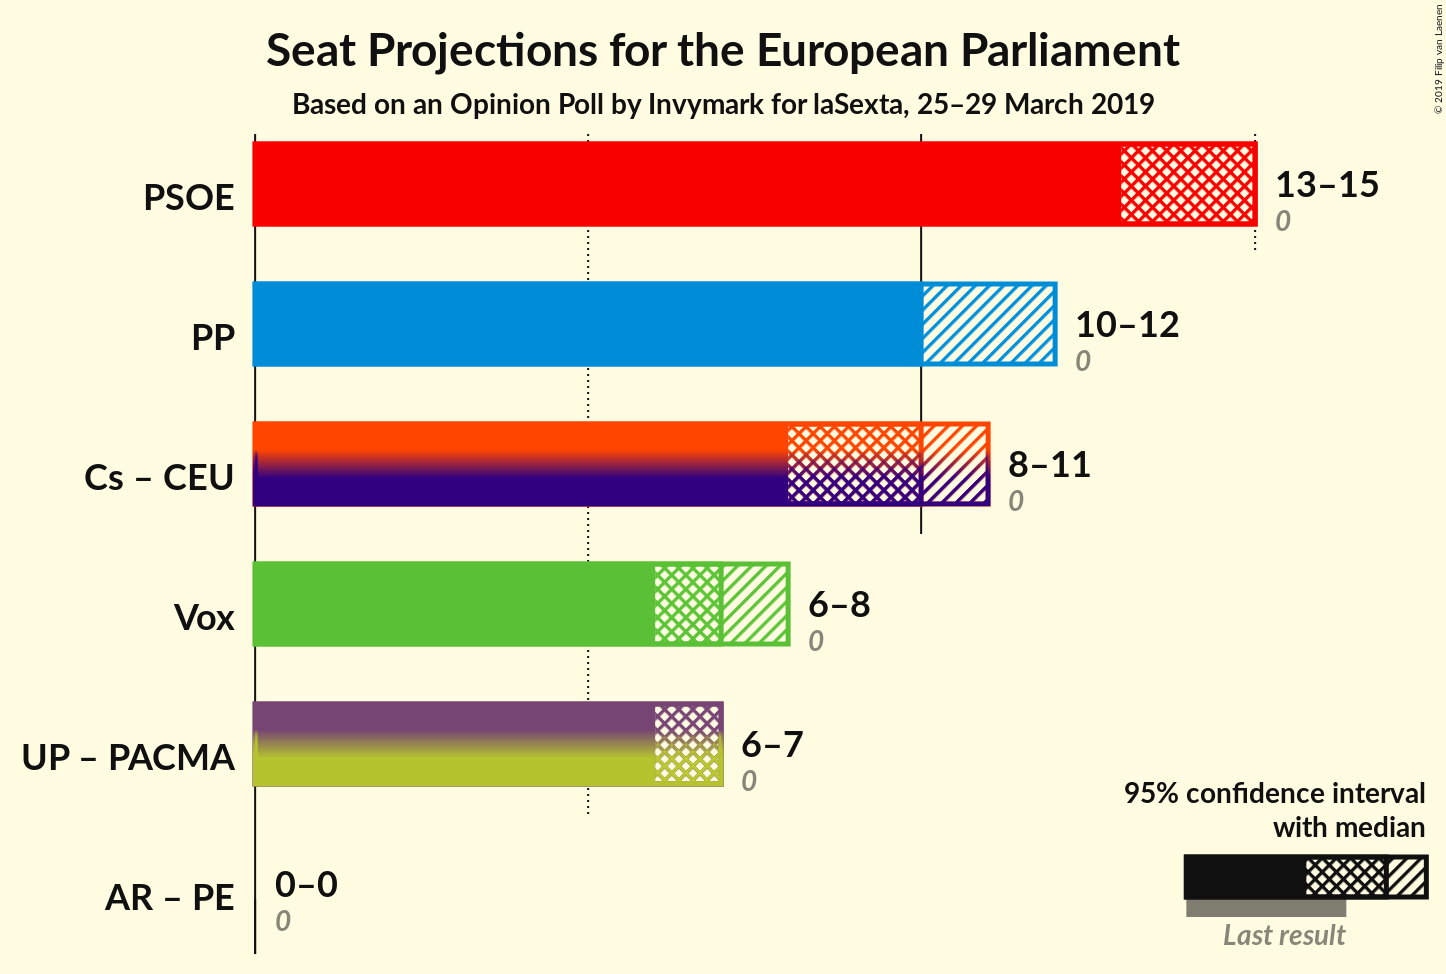 Seat Projections for the European Parliament
Based on an Opinion Poll by Invymark for laSexta, 25–29 March 2019
© 2019 Filip van Laenen
PSOE
13–15
0
PP
10–12
0
Cs – CEU
8–11
0
Vox
6–8
0
UP – PACMA
6–7
0
AR – PE
0–0
0
95% confidence interval
with median
Last result